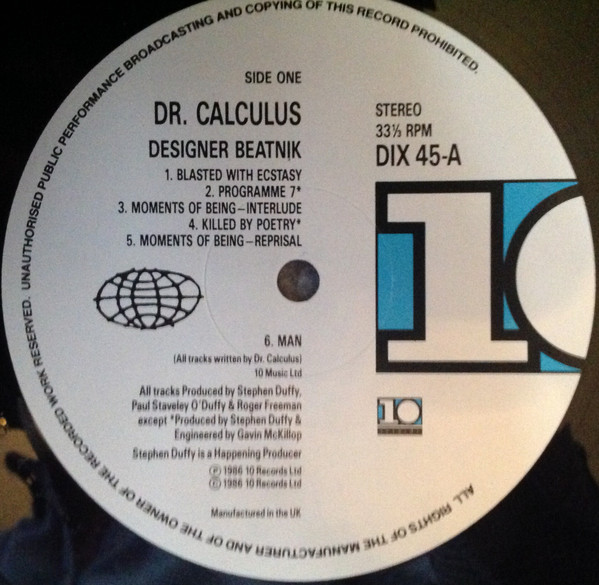 UNAUTHORISED PUBLIC PERFORMANCE BROADCASTING AND COPYING OF THIS RECORD PROHIBITED.
SIDE ONE
DR. CALCULUS
DESIGNER BEATNIK
1. BLASTED WITH ECSTASY
2. PROGRAMME 7*
3. MOMENTS OF BEING–INTERLUDE
4. KILLED BY POETRY*
5. MOMENTS OF BEING–REPRISAL
STEREO
33⅓ RPM
DIX 45-A
10
6. MAN
(All tracks written by Dr. Calculus)
10 Music Ltd
All tracks Produced by Stephen Duffy,
Paul Staveley O'Duffy & Roger Freeman
except *Produced by Stephen Duffy &
Engineered by Gavin McKillop
Stephen Duffy is a Happening Producer
Ⓟ 1986 10 Records Ltd
Ⓒ 1986 10 Records Ltd
Manufactured in the UK
10
ALL RIGHTS OF THE MANUFACTURER AND OF THE OWNER OF THE RECORDED WORK RESERVED.